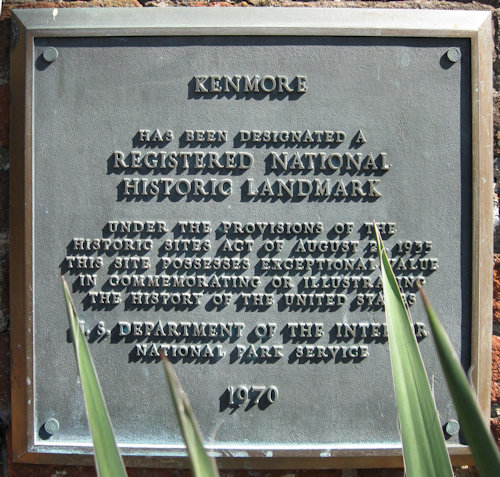 KENMORE
HAS BEEN DESIGNATED A
REGISTERED NATIONAL
HISTORIC LANDMARK
UNDER THE PROVISIONS OF THE
HISTORIC SITES ACT OF AUGUST 21, 1935
THIS SITE POSSESSES EXCEPTIONAL VALUE
IN COMMEMORATING OR ILLUSTRATING
THE HISTORY OF THE UNITED STATES
U.S. DEPARTMENT OF THE INTERIOR
NATIONAL PARK SERVICE
1970